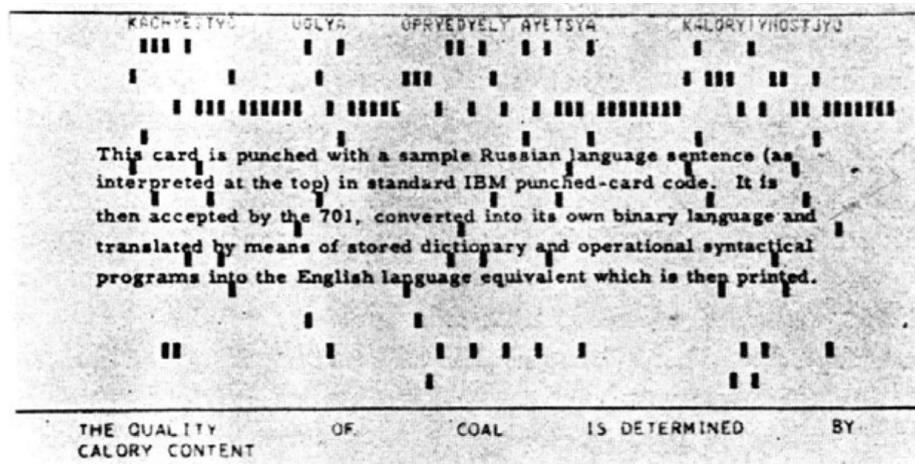 KACHYESTVO UGLYA OPRYEDYELYAYETSYA KALORYIYNOSTJYU
This card is punched with a sample Russian language sentence (as
interpreted at the top) in standard IBM punched-card code. It is
then accepted by the 701, converted into its own binary language and
translated by means of stored dictionary and operational syntactical
programs into the English language equivalent which is then printed.
THE QUALITY OF COAL IS DETERMINED BY
CALORY CONTENT